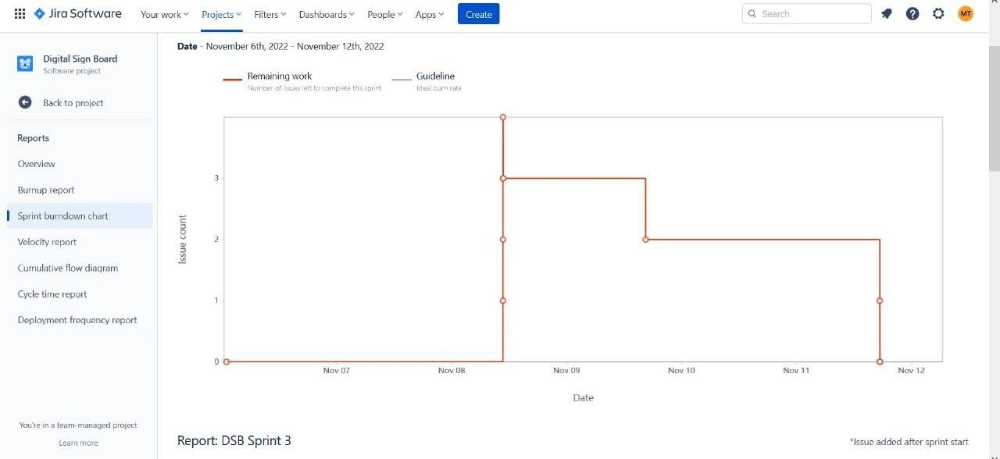 Jira Software Your work Projects Filters Dashboards People Apps Create Search MT
Digital Sign Board
Software project
Back to project
Reports
Overview
Burnup report
Sprint burndown chart
Velocity report
Cumulative flow diagram
Cycle time report
Deployment frequency report
You're in a team-managed project
Learn more
Date - November 6th, 2022 - November 12th, 2022
Remaining work Guideline
Number of issues left to complete this sprint Ideal burn rate
3
2
1
0
Issue count
Nov 07 Nov 08 Nov 09 Nov 10 Nov 11 Nov 12
Date
Report: DSB Sprint 3 *Issue added after sprint start